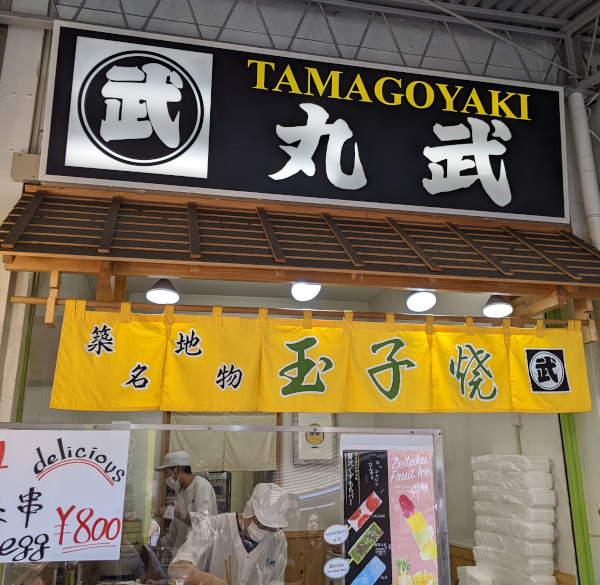 武
TAMAGOYAKI
丸武
築地
名物
玉子焼
武
delicious
串
egg
¥800
Zeitaku
Fruit Ice